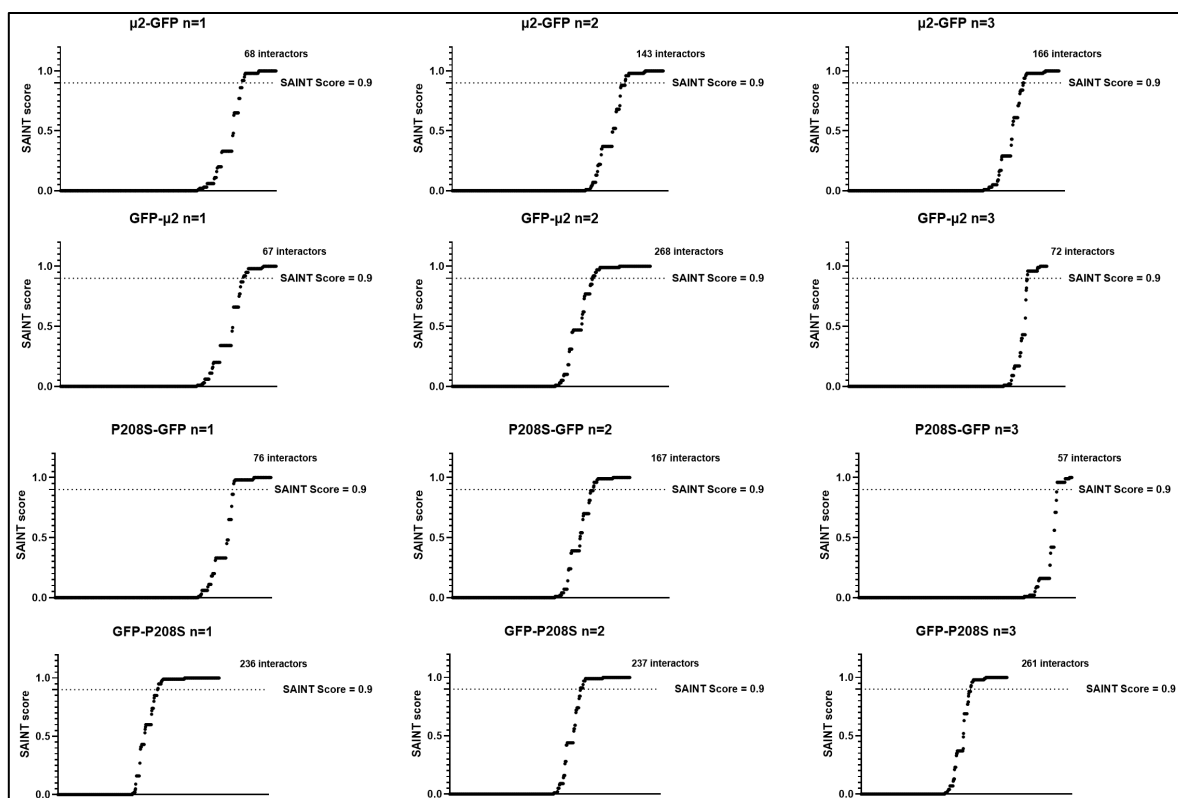 μ2-GFP n=1
68 interactors
SAINT Score = 0.9
SAINT score
1.0
0.5
0.0
μ2-GFP n=2
143 interactors
SAINT Score = 0.9
SAINT score
1.0
0.5
0.0
μ2-GFP n=3
166 interactors
SAINT Score = 0.9
SAINT score
1.0
0.5
0.0
GFP-μ2 n=1
67 interactors
SAINT Score = 0.9
SAINT score
1.0
0.5
0.0
GFP-μ2 n=2
268 interactors
SAINT Score = 0.9
SAINT score
1.0
0.5
0.0
GFP-μ2 n=3
72 interactors
SAINT Score = 0.9
SAINT score
1.0
0.5
0.0
P208S-GFP n=1
76 interactors
SAINT Score = 0.9
SAINT score
1.0
0.5
0.0
P208S-GFP n=2
167 interactors
SAINT Score = 0.9
SAINT score
1.0
0.5
0.0
P208S-GFP n=3
57 interactors
SAINT Score = 0.9
SAINT score
1.0
0.5
0.0
GFP-P208S n=1
236 interactors
SAINT Score = 0.9
SAINT score
1.0
0.5
0.0
GFP-P208S n=2
237 interactors
SAINT Score = 0.9
SAINT score
1.0
0.5
0.0
GFP-P208S n=3
261 interactors
SAINT Score = 0.9
SAINT score
1.0
0.5
0.0